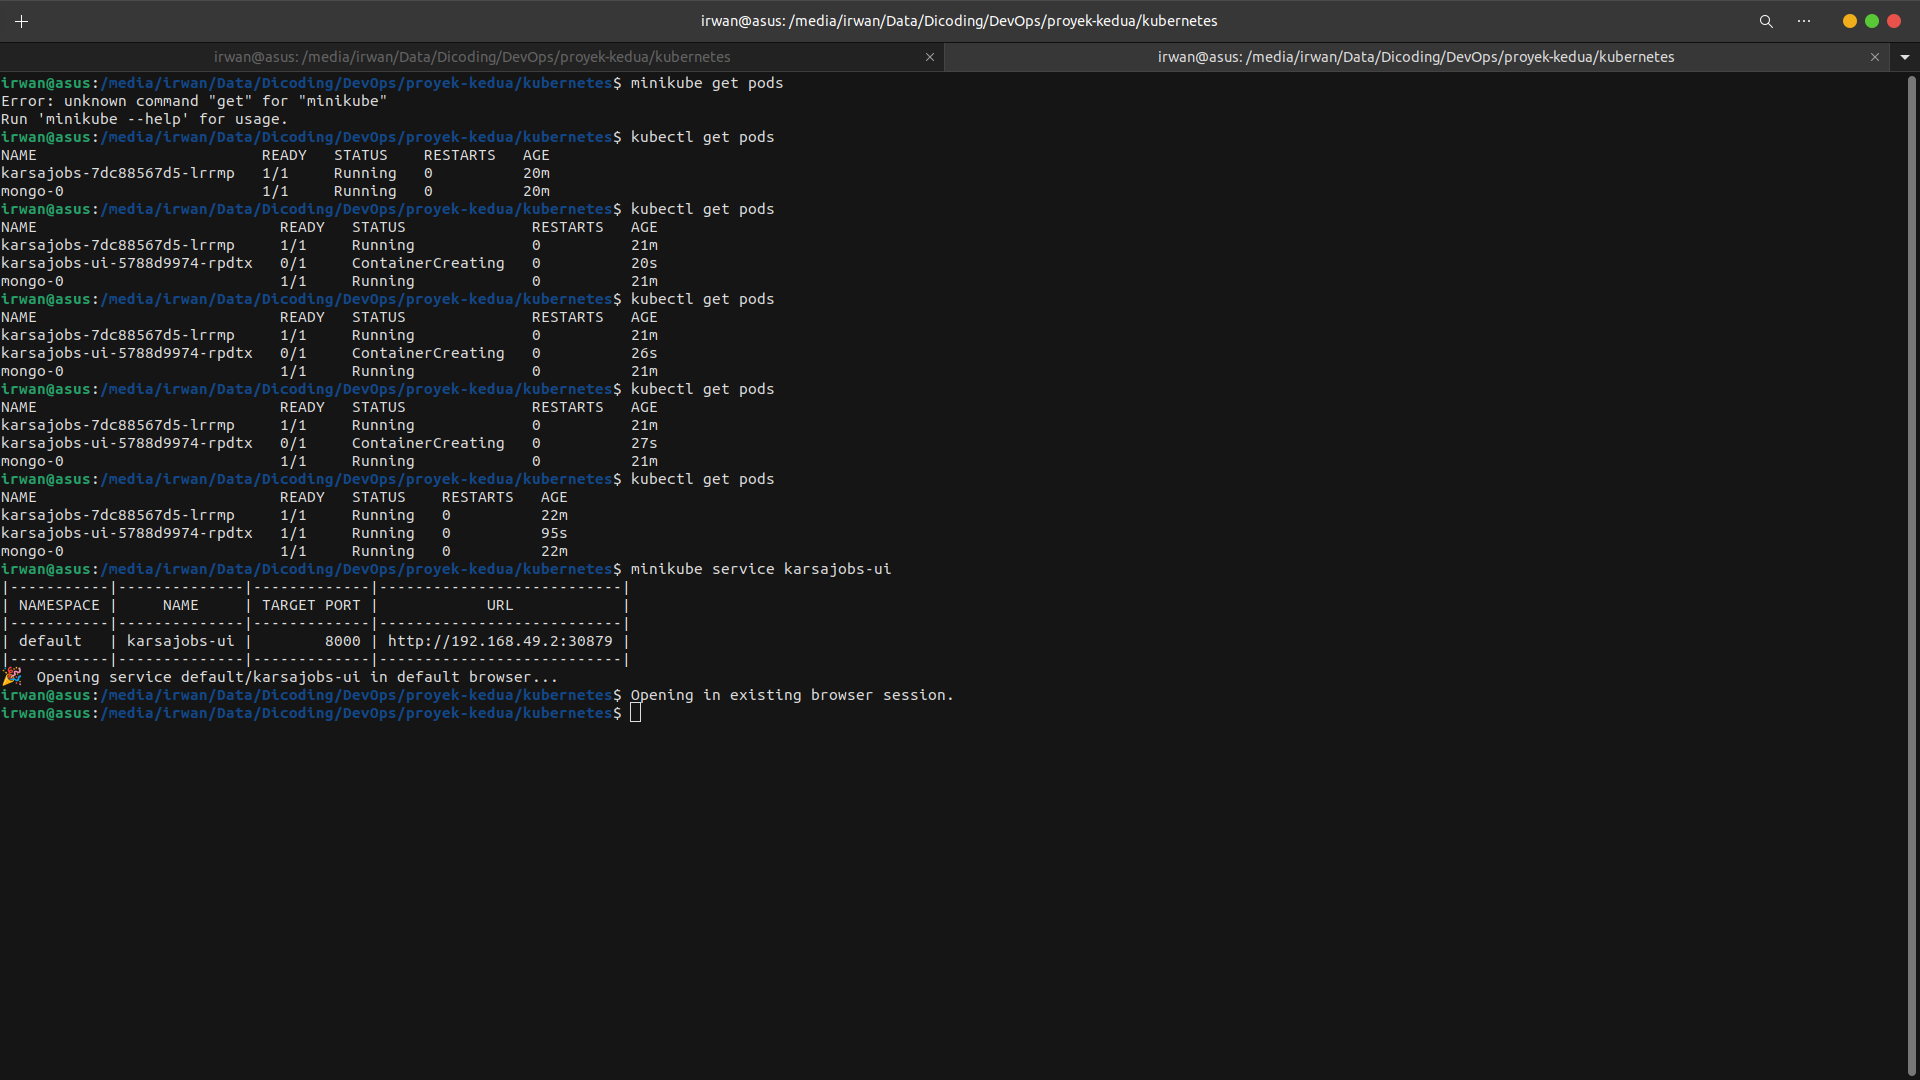 irwan@asus: /media/irwan/Data/Dicoding/DevOps/proyek-kedua/kubernetes
irwan@asus: /media/irwan/Data/Dicoding/DevOps/proyek-kedua/kubernetes
irwan@asus: /media/irwan/Data/Dicoding/DevOps/proyek-kedua/kubernetes
irwan@asus:/media/irwan/Data/Dicoding/DevOps/proyek-kedua/kubernetes$ minikube get pods
Error: unknown command "get" for "minikube"
Run 'minikube --help' for usage.
irwan@asus:/media/irwan/Data/Dicoding/DevOps/proyek-kedua/kubernetes$ kubectl get pods
NAME                         READY   STATUS    RESTARTS   AGE
karsajobs-7dc88567d5-lrrmp   1/1     Running   0          20m
mongo-0                      1/1     Running   0          20m
irwan@asus:/media/irwan/Data/Dicoding/DevOps/proyek-kedua/kubernetes$ kubectl get pods
NAME                           READY   STATUS              RESTARTS   AGE
karsajobs-7dc88567d5-lrrmp     1/1     Running             0          21m
karsajobs-ui-5788d9974-rpdtx   0/1     ContainerCreating   0          20s
mongo-0                        1/1     Running             0          21m
irwan@asus:/media/irwan/Data/Dicoding/DevOps/proyek-kedua/kubernetes$ kubectl get pods
NAME                           READY   STATUS              RESTARTS   AGE
karsajobs-7dc88567d5-lrrmp     1/1     Running             0          21m
karsajobs-ui-5788d9974-rpdtx   0/1     ContainerCreating   0          26s
mongo-0                        1/1     Running             0          21m
irwan@asus:/media/irwan/Data/Dicoding/DevOps/proyek-kedua/kubernetes$ kubectl get pods
NAME                           READY   STATUS              RESTARTS   AGE
karsajobs-7dc88567d5-lrrmp     1/1     Running             0          21m
karsajobs-ui-5788d9974-rpdtx   0/1     ContainerCreating   0          27s
mongo-0                        1/1     Running             0          21m
irwan@asus:/media/irwan/Data/Dicoding/DevOps/proyek-kedua/kubernetes$ kubectl get pods
NAME                           READY   STATUS    RESTARTS   AGE
karsajobs-7dc88567d5-lrrmp     1/1     Running   0          22m
karsajobs-ui-5788d9974-rpdtx   1/1     Running   0          95s
mongo-0                        1/1     Running   0          22m
irwan@asus:/media/irwan/Data/Dicoding/DevOps/proyek-kedua/kubernetes$ minikube service karsajobs-ui
|-----------|--------------|-------------|---------------------------|
| NAMESPACE |     NAME     | TARGET PORT |            URL            |
|-----------|--------------|-------------|---------------------------|
| default   | karsajobs-ui |        8000 | http://192.168.49.2:30879 |
|-----------|--------------|-------------|---------------------------|
🎉  Opening service default/karsajobs-ui in default browser...
irwan@asus:/media/irwan/Data/Dicoding/DevOps/proyek-kedua/kubernetes$ Opening in existing browser session.
irwan@asus:/media/irwan/Data/Dicoding/DevOps/proyek-kedua/kubernetes$